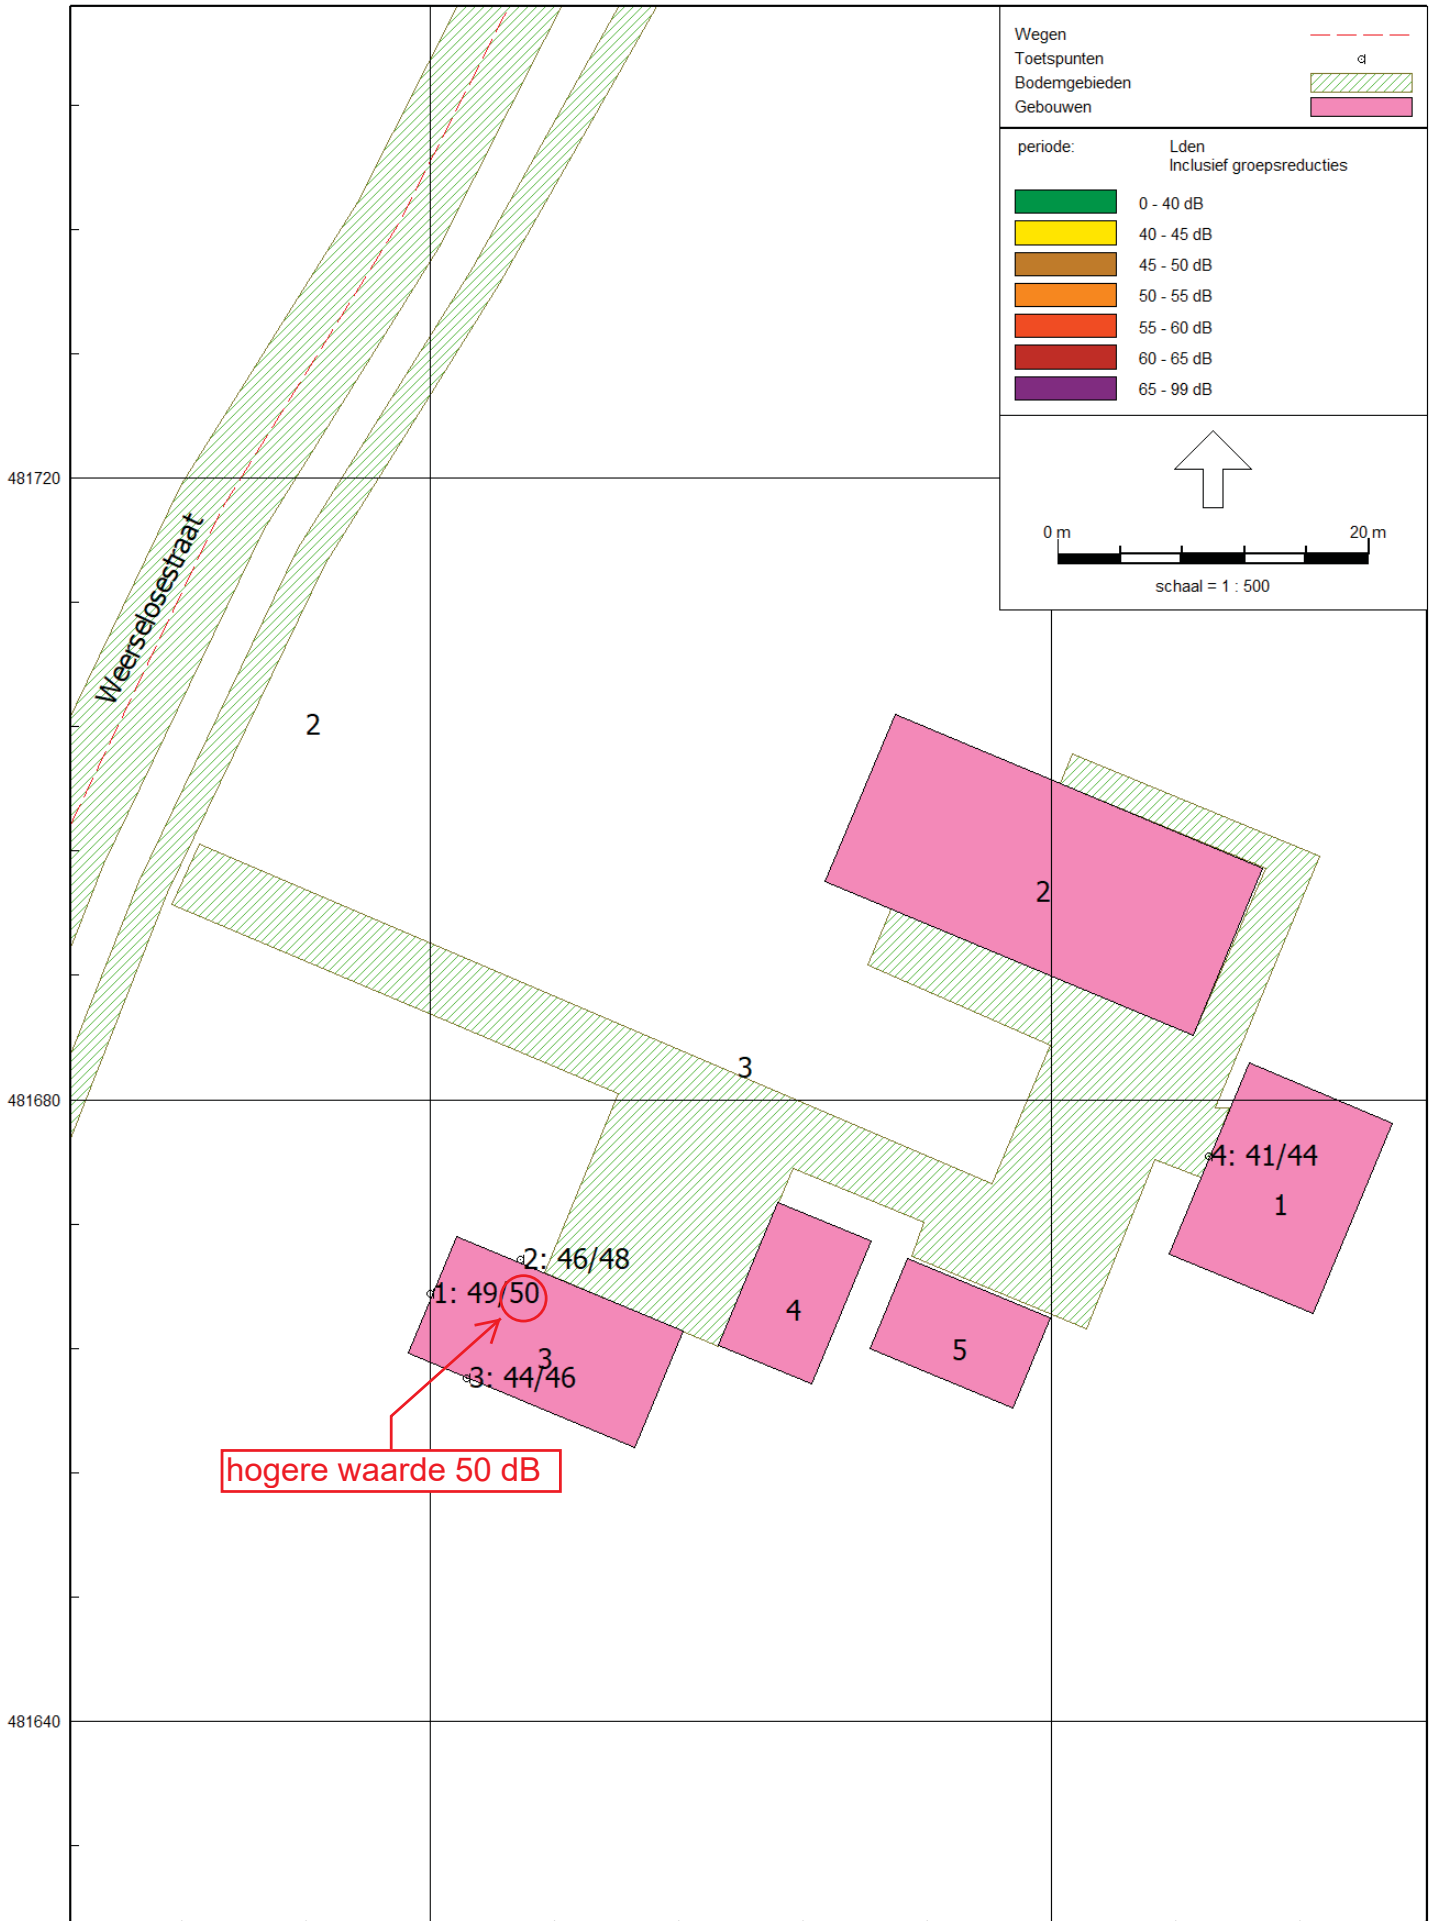 Wegen
Toetspunten
Bodemgebieden
Gebouwen
periode: Lden
Inclusief groepsreducties
0 - 40 dB
40 - 45 dB
45 - 50 dB
50 - 55 dB
55 - 60 dB
60 - 65 dB
65 - 99 dB
0 m 20 m
schaal = 1 : 500
481720
Weerselosestraat
2
2
3
481680
4: 41/44
1
2: 46/48
1: 49/50
4
5
3
3: 44/46
hogere waarde 50 dB
481640